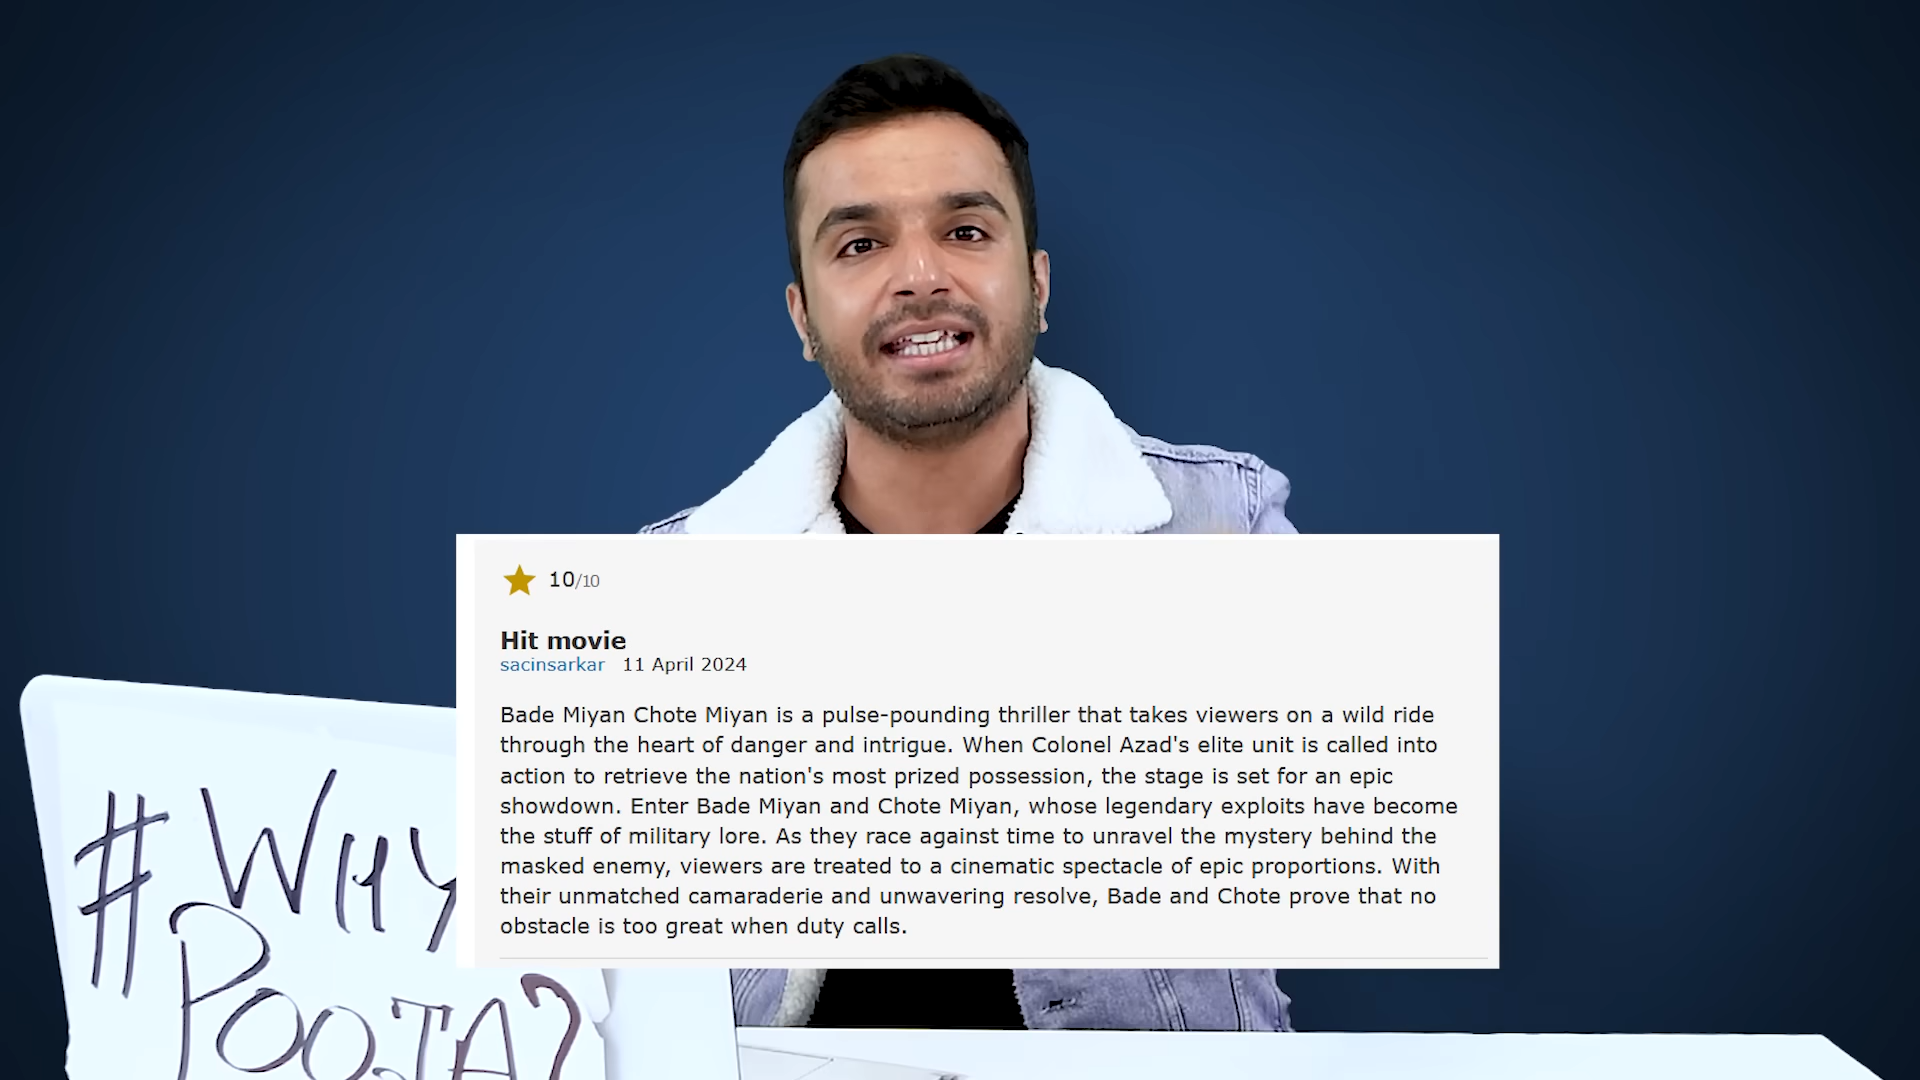 10/10
Hit movie
sacinsarkar 11 April 2024
Bade Miyan Chote Miyan is a pulse-pounding thriller that takes viewers on a wild ride
through the heart of danger and intrigue. When Colonel Azad's elite unit is called into
action to retrieve the nation's most prized possession, the stage is set for an epic
showdown. Enter Bade Miyan and Chote Miyan, whose legendary exploits have become
the stuff of military lore. As they race against time to unravel the mystery behind the
masked enemy, viewers are treated to a cinematic spectacle of epic proportions. With
their unmatched camaraderie and unwavering resolve, Bade and Chote prove that no
obstacle is too great when duty calls.
#WHY
POOJA?